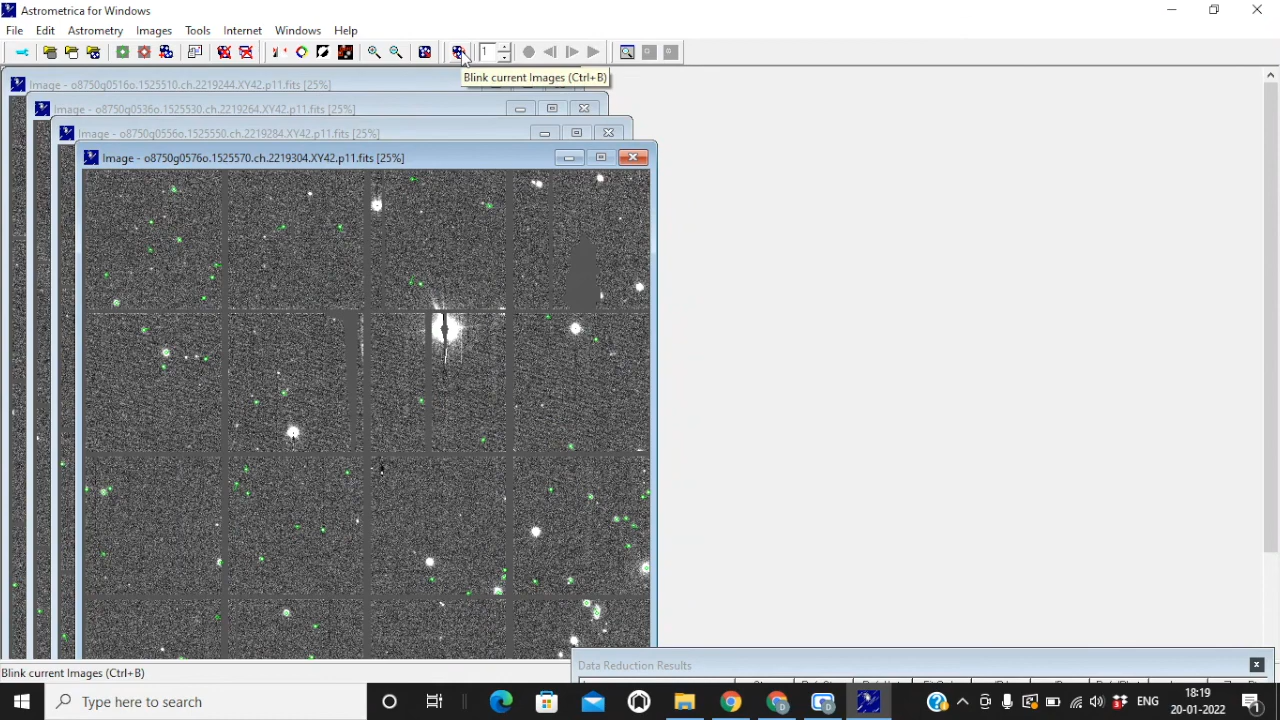 Astrometrica for Windows
File Edit Astrometry Images Tools Internet Windows Help
1
Blink current Images (Ctrl+B)
Image - o8750g0516o.1525510.ch.2219244.XY42.p11.fits [25%]
Image - o8750g0536o.1525530.ch.2219264.XY42.p11.fits [25%]
Image - o8750g0556o.1525550.ch.2219284.XY42.p11.fits [25%]
Image - o8750g0576o.1525570.ch.2219304.XY42.p11.fits [25%]
Data Reduction Results
Blink current Images (Ctrl+B)
Type here to search
ENG
18:19
20-01-2022
1